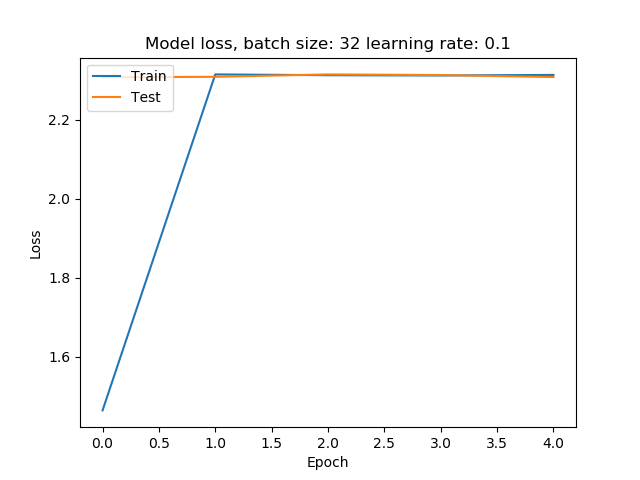 Model loss, batch size: 32 learning rate: 0.1
Train
Test
2.2
2.0
1.8
1.6
Loss
0.0 0.5 1.0 1.5 2.0 2.5 3.0 3.5 4.0
Epoch